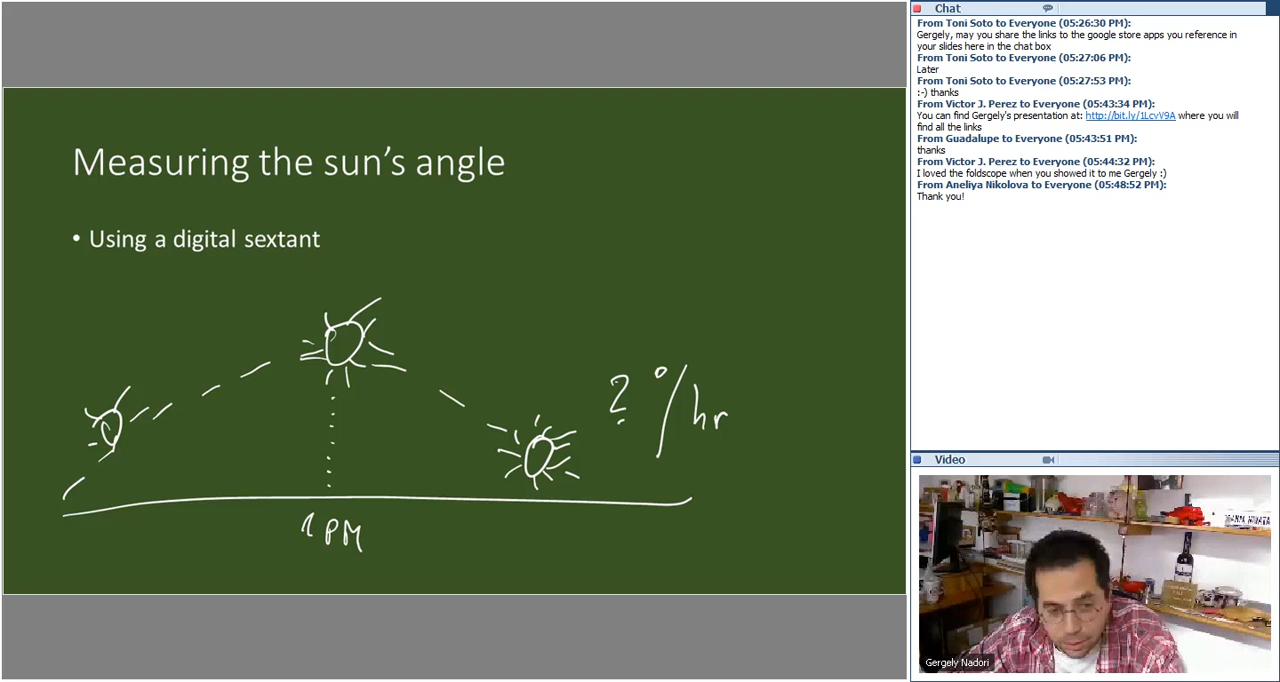 Measuring the sun's angle
• Using a digital sextant
? °/hr
1 PM
Chat
From Toni Soto to Everyone (05:26:30 PM):
Gergely, may you share the links to the google store apps you reference in
your slides here in the chat box
From Toni Soto to Everyone (05:27:06 PM):
Later
From Toni Soto to Everyone (05:27:53 PM):
:-) thanks
From Victor J. Perez to Everyone (05:43:34 PM):
You can find Gergely's presentation at: http://bit.ly/1LcvV9A where you will
find all the links
From Guadalupe to Everyone (05:43:51 PM):
thanks
From Victor J. Perez to Everyone (05:44:32 PM):
I loved the foldscope when you showed it to me Gergely :)
From Aneliya Nikolova to Everyone (05:48:52 PM):
Thank you!
Video
Gergely Nadori